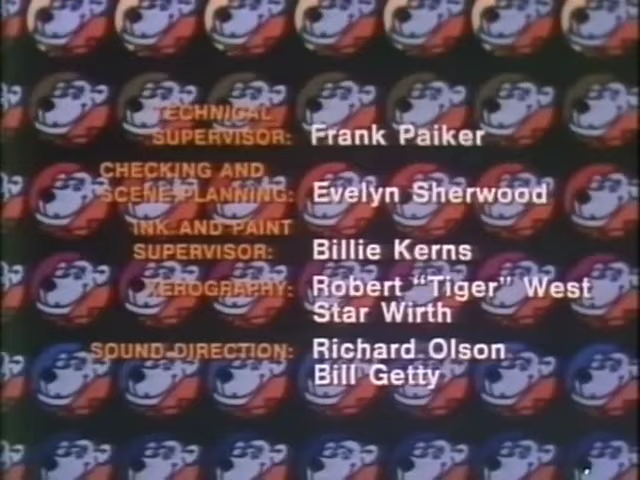 TECHNICAL
SUPERVISOR: Frank Paiker
CHECKING AND
SCENE PLANNING: Evelyn Sherwood
INK AND PAINT
SUPERVISOR: Billie Kerns
XEROGRAPHY: Robert "Tiger" West
Star Wirth
SOUND DIRECTION: Richard Olson
Bill Getty